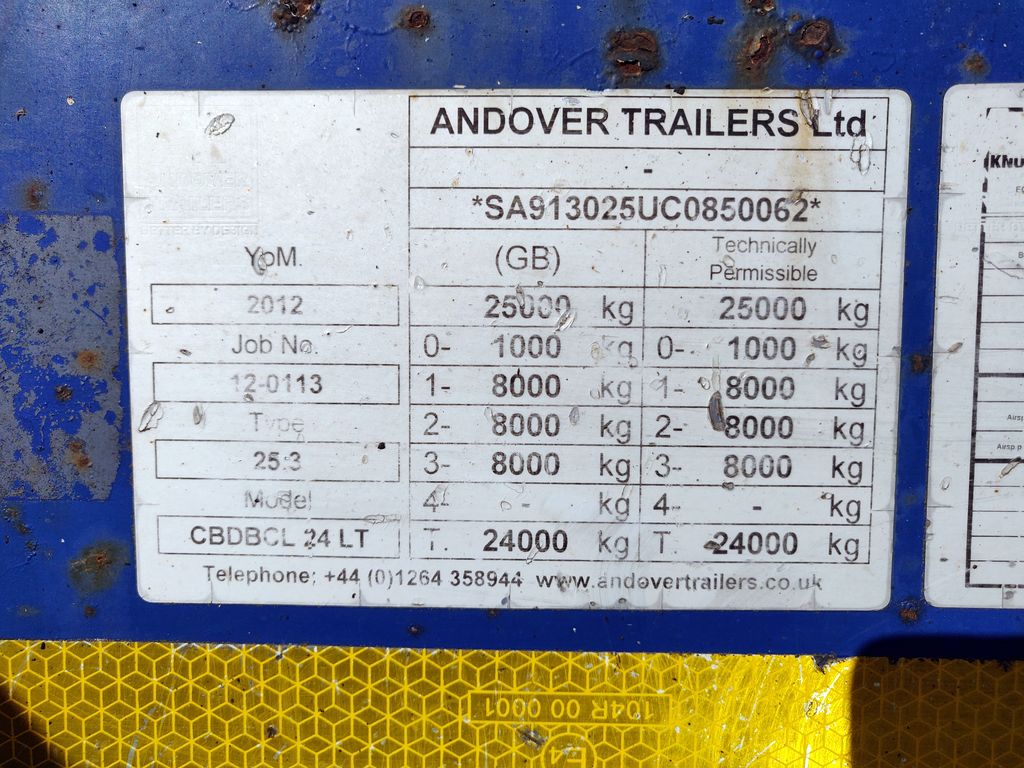 ANDOVER TRAILERS Ltd
-
*SA913025UC0850062*
BETTER BY DESIGN
YoM.
2012
Job No.
12-0113
Type
25.3
Model
CBDBCL 24 LT
(GB)
Technically
Permissible
25000 kg 25000 kg
0- 1000 kg 0- 1000 kg
1- 8000 kg 1- 8000 kg
2- 8000 kg 2- 8000 kg
3- 8000 kg 3- 8000 kg
4- - kg 4- - kg
T. 24000 kg T. 24000 kg
Telephone: +44 (0)1264 358944 www.andovertrailers.co.uk
104R 00 0001
E4